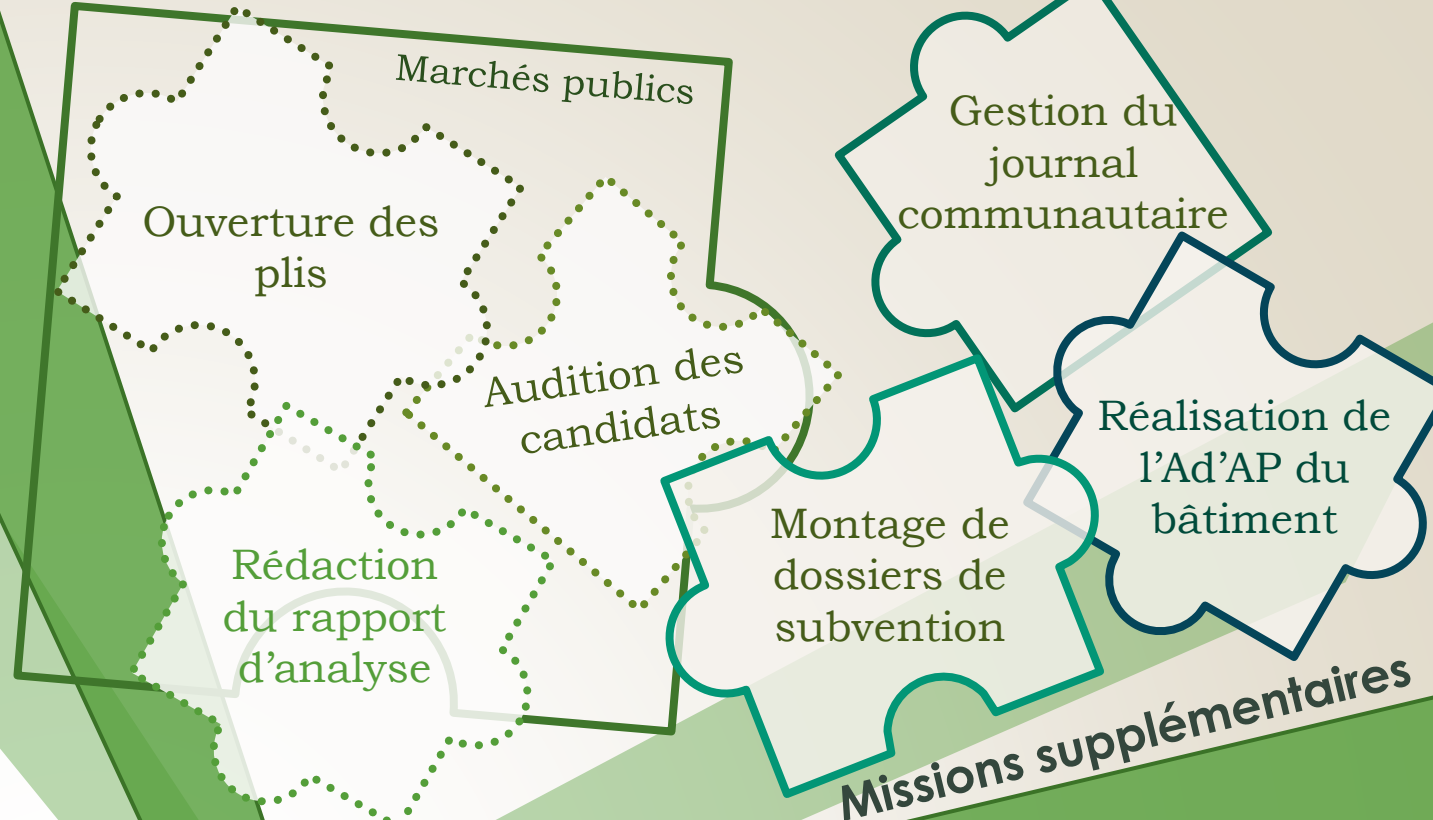 Marchés publics
Ouverture des
plis
Audition des
candidats
Rédaction
du rapport
d’analyse
Gestion du
journal
communautaire
Réalisation de
l’Ad’AP du
bâtiment
Montage de
dossiers de
subvention
Missions supplémentaires